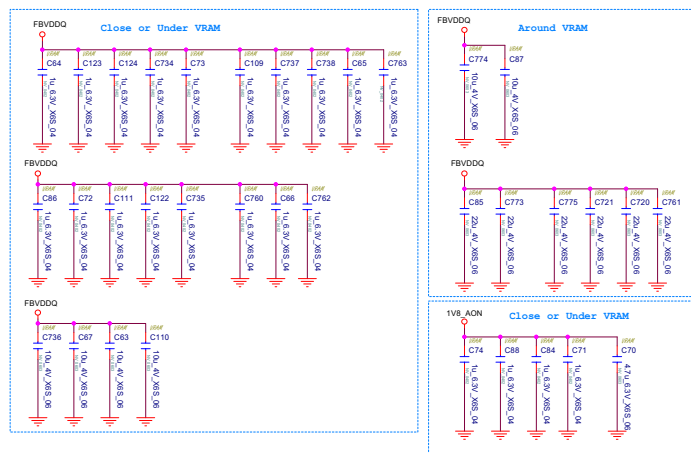 Close or Under VRAM
FBVDDQ
C64 C123 C124 C734 C73 C109 C737 C738 C65 C763
1u_6.3V_X6S_04 1u_6.3V_X6S_04 1u_6.3V_X6S_04 1u_6.3V_X6S_04 1u_6.3V_X6S_04 1u_6.3V_X6S_04 1u_6.3V_X6S_04 1u_6.3V_X6S_04 1u_6.3V_X6S_04 1u_6.3V_X6S_04
FBVDDQ
C86 C72 C111 C122 C735 C760 C66 C762
1u_6.3V_X6S_04 1u_6.3V_X6S_04 1u_6.3V_X6S_04 1u_6.3V_X6S_04 1u_6.3V_X6S_04 1u_6.3V_X6S_04 1u_6.3V_X6S_04 1u_6.3V_X6S_04
FBVDDQ
C736 C67 C63 C110
10u_4V_X6S_06 10u_4V_X6S_06 10u_4V_X6S_06 10u_4V_X6S_06
Around VRAM
FBVDDQ
C774 C87
10u_4V_X6S_06 10u_4V_X6S_06
FBVDDQ
C85 C773 C775 C721 C720 C761
22u_4V_X6S_06 22u_4V_X6S_06 22u_4V_X6S_06 22u_4V_X6S_06 22u_4V_X6S_06 22u_4V_X6S_06
Close or Under VRAM
1V8_AON
C74 C88 C84 C71 C70
1u_6.3V_X6S_04 1u_6.3V_X6S_04 1u_6.3V_X6S_04 1u_6.3V_X6S_04 4.7u_6.3V_X6S_06